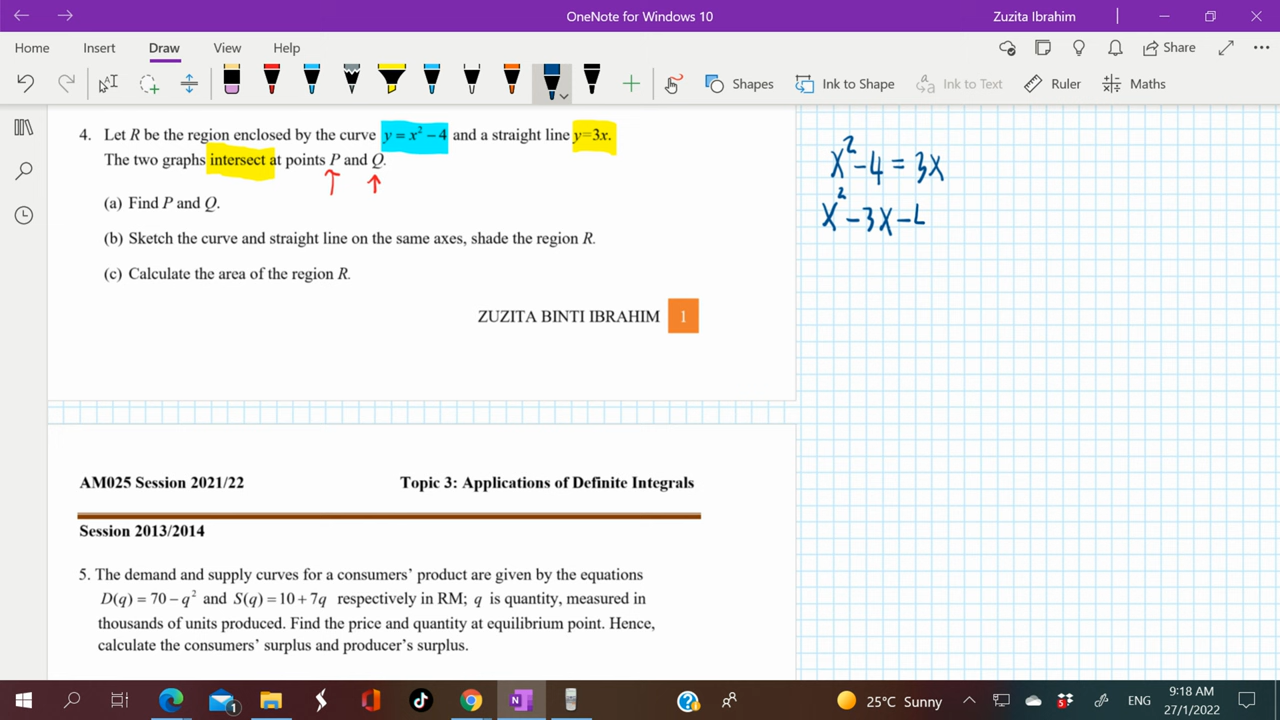 OneNote for Windows 10
Zuzita Ibrahim
Home Insert Draw View Help
Share
Shapes Ink to Shape Ink to Text Ruler Maths
4. Let R be the region enclosed by the curve y = x² − 4 and a straight line y=3x.
The two graphs intersect at points P and Q.
(a) Find P and Q.
(b) Sketch the curve and straight line on the same axes, shade the region R.
(c) Calculate the area of the region R.
ZUZITA BINTI IBRAHIM 1
x² - 4 = 3x
x² - 3x -
AM025 Session 2021/22 Topic 3: Applications of Definite Integrals
Session 2013/2014
5. The demand and supply curves for a consumers' product are given by the equations
D(q) = 70 − q² and S(q) = 10 + 7q respectively in RM; q is quantity, measured in
thousands of units produced. Find the price and quantity at equilibrium point. Hence,
calculate the consumers' surplus and producer's surplus.
25°C Sunny
ENG
9:18 AM
27/1/2022